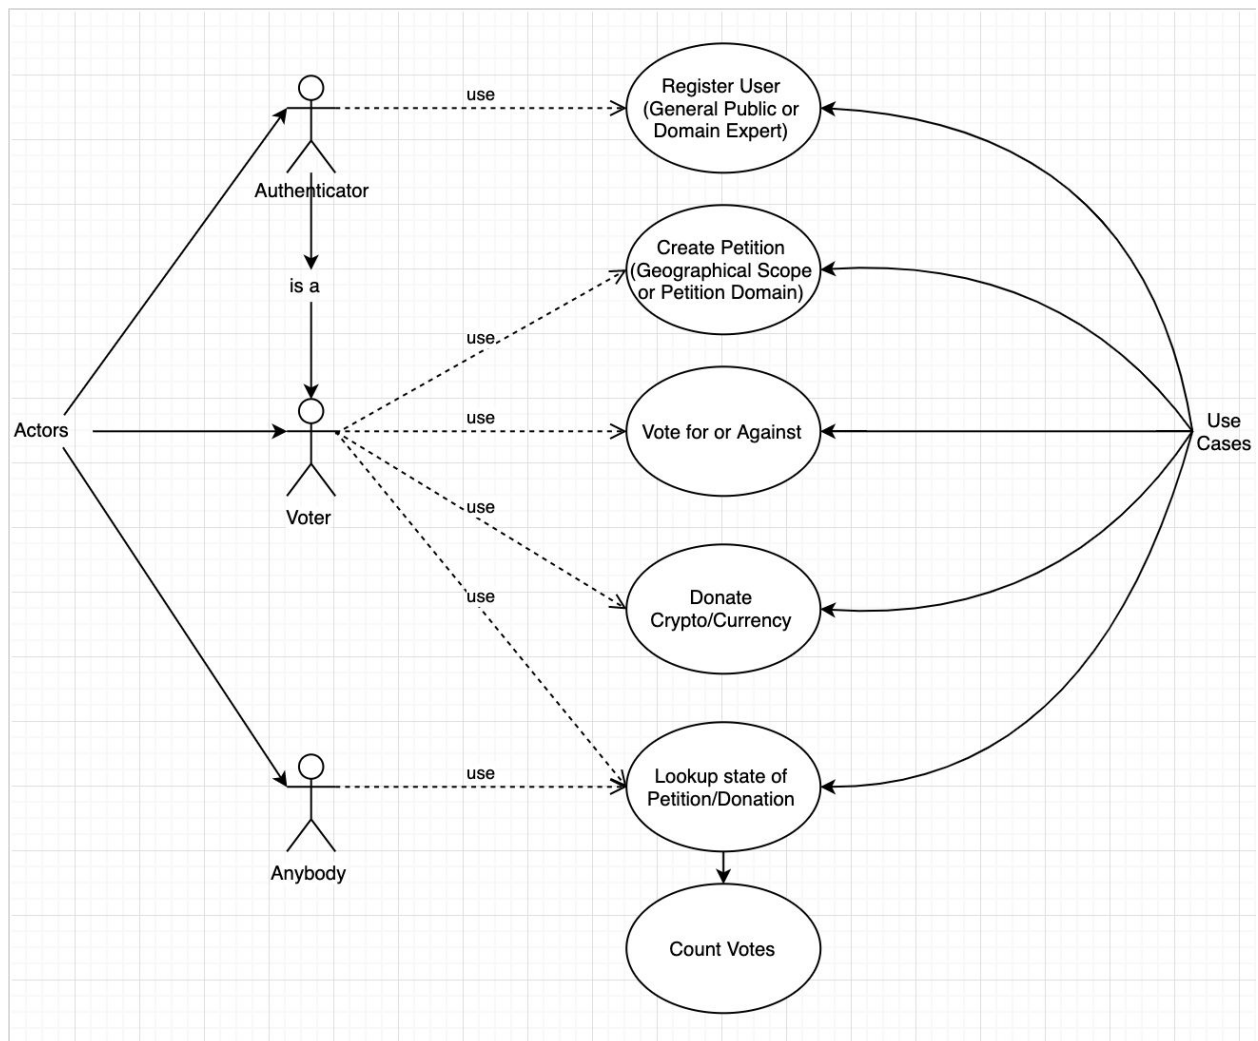 use
Register User
(General Public or
Domain Expert)
Authenticator
Create Petition
(Geographical Scope
or Petition Domain)
is a
use
Actors
use
Vote for or Against
Use
Cases
Voter
use
Donate
Crypto/Currency
use
use
Lookup state of
Petition/Donation
Anybody
Count Votes